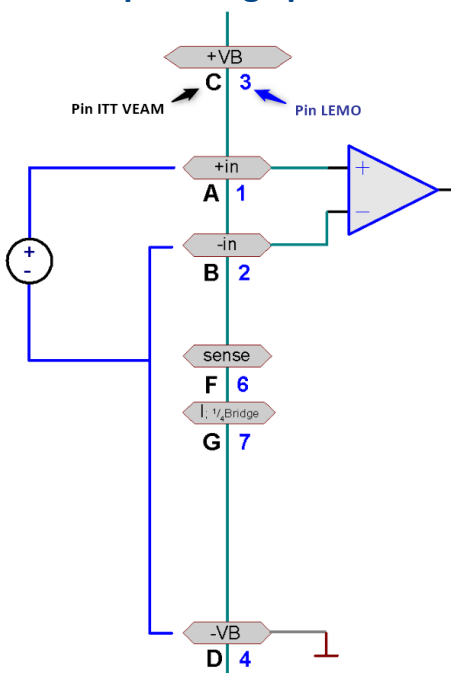 +VB
C 3
Pin ITT VEAM
Pin LEMO
+in
A 1
+
-in
−
B 2
+
-
sense
F 6
I; 1/4Bridge
G 7
-VB
D 4